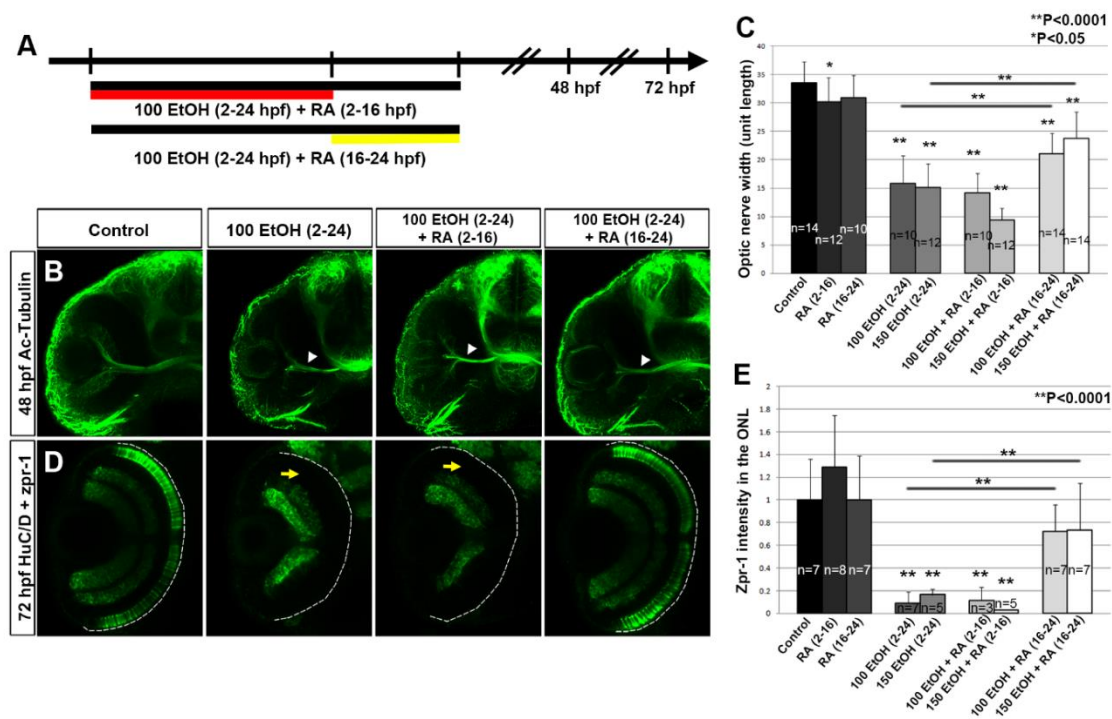 A
48 hpf
72 hpf
100 EtOH (2-24 hpf) + RA (2-16 hpf)
100 EtOH (2-24 hpf) + RA (16-24 hpf)
Control
100 EtOH (2-24)
100 EtOH (2-24)
+ RA (2-16)
100 EtOH (2-24)
+ RA (16-24)
B
48 hpf Ac-Tubulin
D
72 hpf HuC/D + zpr-1
C
**P<0.0001
*P<0.05
Optic nerve width (unit length)
40
35
30
25
20
15
10
5
0
*
**
**
**
**
**
**
**
**
n=14
n=12
n=10
n=10
n=12
n=10
n=12
n=14
n=14
Control
RA (2-16)
RA (16-24)
100 EtOH (2-24)
150 EtOH (2-24)
100 EtOH + RA (2-16)
150 EtOH + RA (2-16)
100 EtOH + RA (16-24)
150 EtOH + RA (16-24)
E
**P<0.0001
Zpr-1 intensity in the ONL
2
1.8
1.6
1.4
1.2
1
0.8
0.6
0.4
0.2
0
**
**
**
**
**
**
n=7
n=8
n=7
n=7
n=5
n=3
n=5
n=7
n=7
Control
RA (2-16)
RA (16-24)
100 EtOH (2-24)
150 EtOH (2-24)
100 EtOH + RA (2-16)
150 EtOH + RA (2-16)
100 EtOH + RA (16-24)
150 EtOH + RA (16-24)